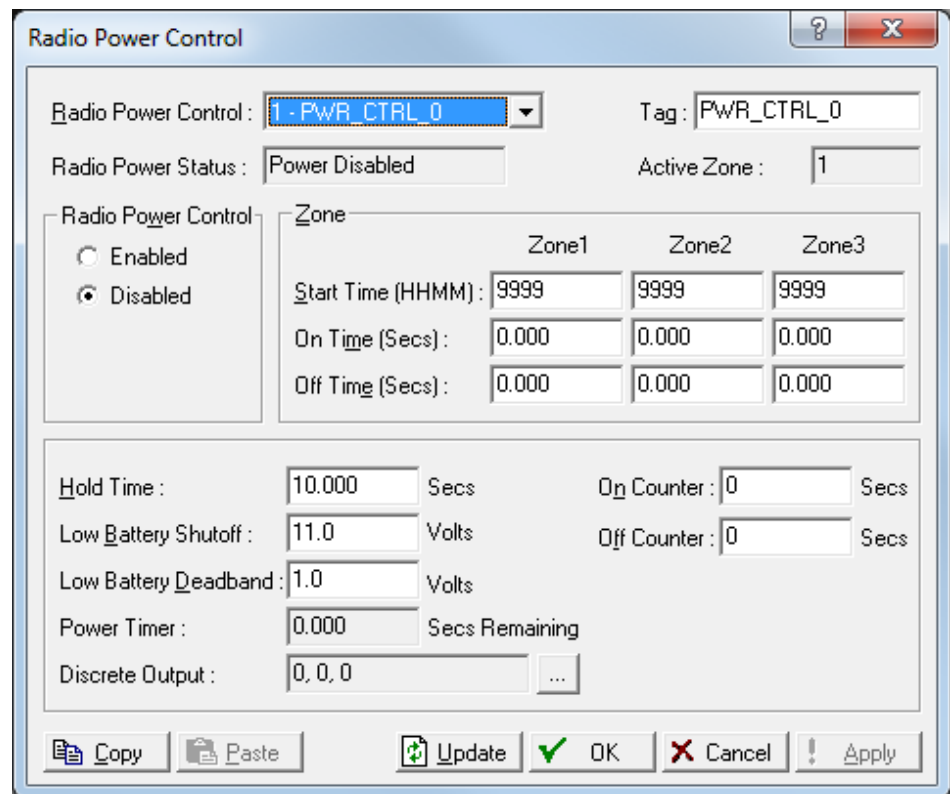 Radio Power Control
Radio Power Control : 1 - PWR_CTRL_0 Tag : PWR_CTRL_0
Radio Power Status : Power Disabled Active Zone : 1
Radio Power Control
Enabled
Disabled
Zone
Zone1 Zone2 Zone3
Start Time (HHMM) : 9999 9999 9999
On Time (Secs) : 0.000 0.000 0.000
Off Time (Secs) : 0.000 0.000 0.000
Hold Time : 10.000 Secs On Counter : 0 Secs
Low Battery Shutoff : 11.0 Volts Off Counter : 0 Secs
Low Battery Deadband : 1.0 Volts
Power Timer : 0.000 Secs Remaining
Discrete Output : 0, 0, 0 ...
Copy Paste Update OK Cancel Apply